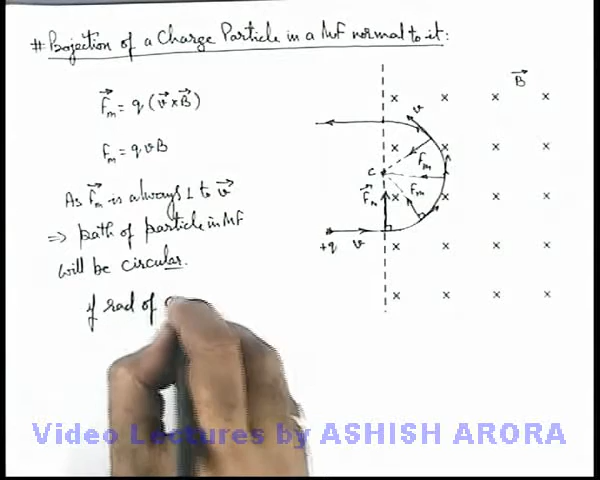 # Projection of a Charge Particle in a MF normal to it:
F⃗m = q (v⃗ × B⃗)
Fm = qvB
As F⃗m is always ⊥ to v⃗
⇒ path of particle in MF
will be circular.
if rad of c
B⃗
v
Fm
C
Fm
F⃗m
+q v
× × × ×
× × × ×
× × × ×
× × × ×
× × × ×
Video Lectures by ASHISH ARORA